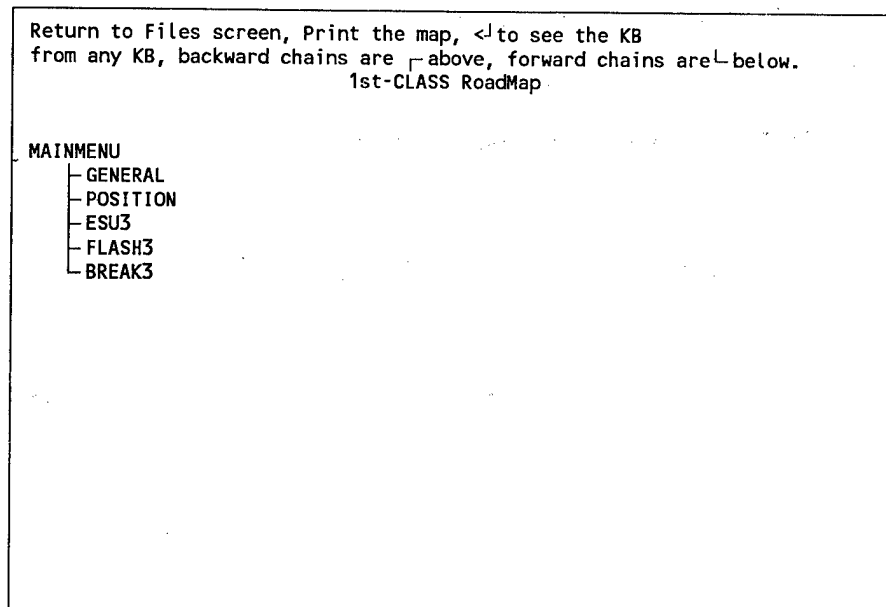 Return to Files screen, Print the map, <┘to see the KB
from any KB, backward chains are ┌ above, forward chains are└ below.
1st-CLASS RoadMap
MAINMENU
├ GENERAL
├ POSITION
├ ESU3
├ FLASH3
└ BREAK3